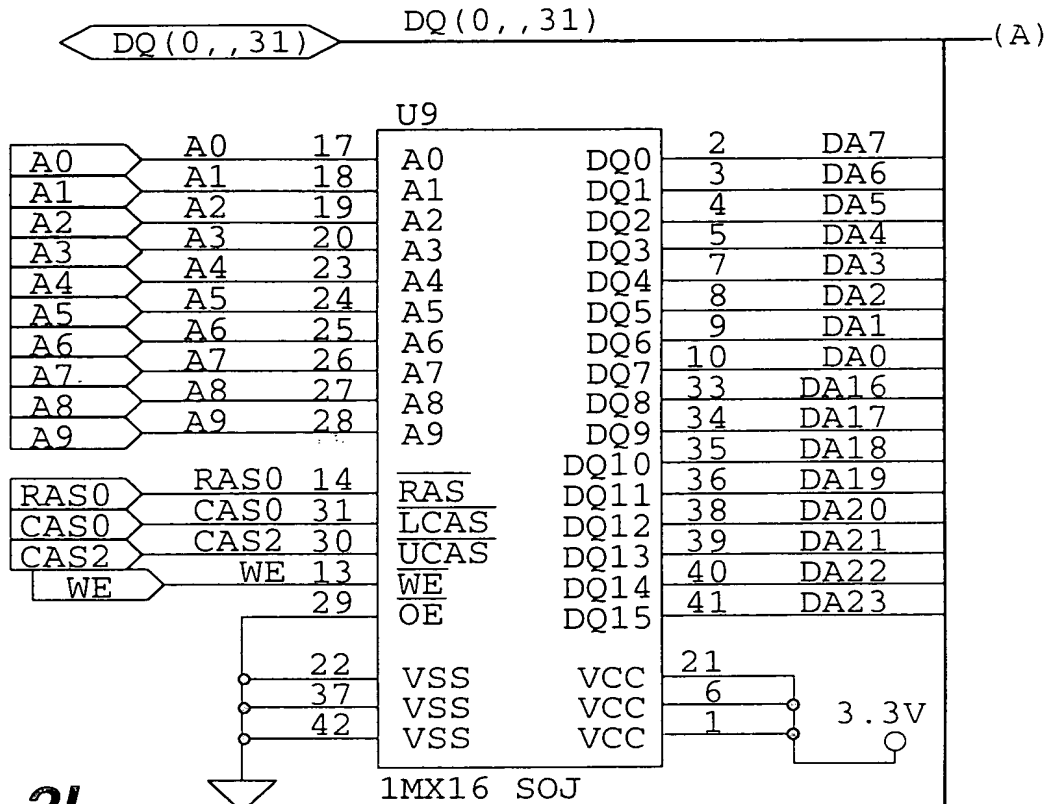 DQ(0,,31) DQ(0,,31) (A)
U9
A0 A0 17 A0 DQ0 2 DA7
A1 A1 18 A1 DQ1 3 DA6
A2 A2 19 A2 DQ2 4 DA5
A3 A3 20 A3 DQ3 5 DA4
A4 A4 23 A4 DQ4 7 DA3
A5 A5 24 A5 DQ5 8 DA2
A6 A6 25 A6 DQ6 9 DA1
A7 A7 26 A7 DQ7 10 DA0
A8 A8 27 A8 DQ8 33 DA16
A9 A9 28 A9 DQ9 34 DA17
DQ10 35 DA18
RAS0 RAS0 14 RAS DQ11 36 DA19
CAS0 CAS0 31 LCAS DQ12 38 DA20
CAS2 CAS2 30 UCAS DQ13 39 DA21
WE WE 13 WE DQ14 40 DA22
29 OE DQ15 41 DA23
22 VSS VCC 21
37 VSS VCC 6
42 VSS VCC 1 3.3V
1MX16 SOJ